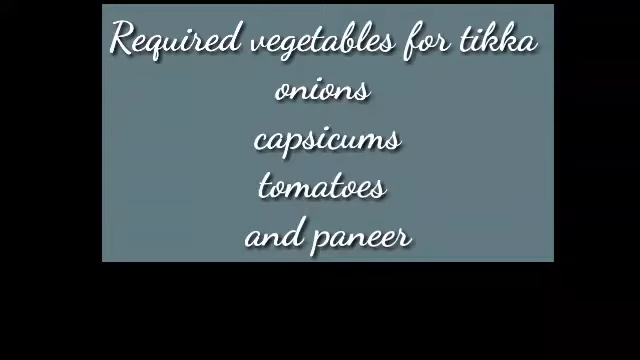 Required vegetables for tikka
onions
capsicums
tomatoes
and paneer